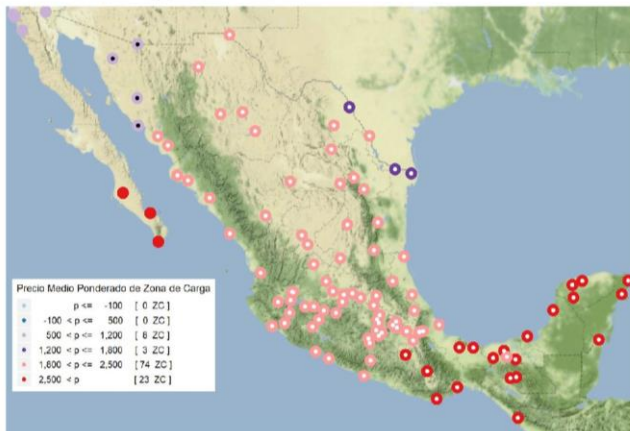 Precio Medio Ponderado de Zona de Carga
p <= -100 [ 0 ZC ]
-100 < p <= 500 [ 0 ZC ]
500 < p <= 1,200 [ 8 ZC ]
1,200 < p <= 1,800 [ 3 ZC ]
1,800 < p <= 2,500 [ 74 ZC ]
2,500 < p [ 23 ZC ]